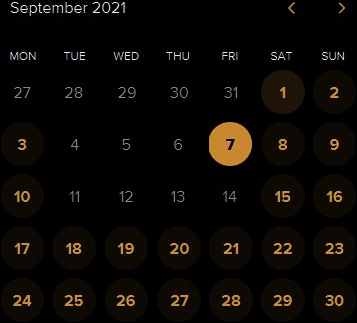 September 2021 < >
MON TUE WED THU FRI SAT SUN
27 28 29 30 31 1 2
3 4 5 6 7 8 9
10 11 12 13 14 15 16
17 18 19 20 21 22 23
24 25 26 27 28 29 30